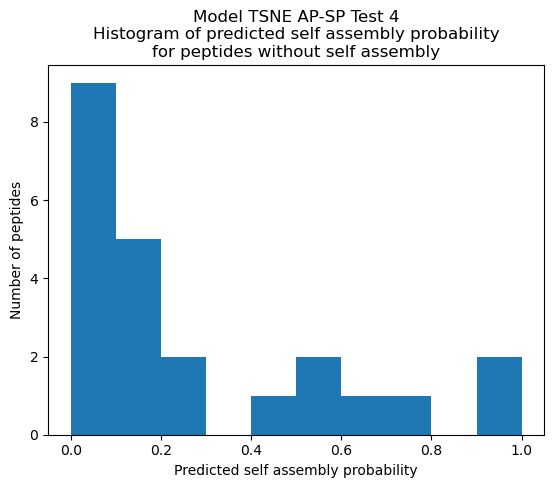 Model TSNE AP-SP Test 4
Histogram of predicted self assembly probability
for peptides without self assembly
Number of peptides
8
6
4
2
0
0.0 0.2 0.4 0.6 0.8 1.0
Predicted self assembly probability